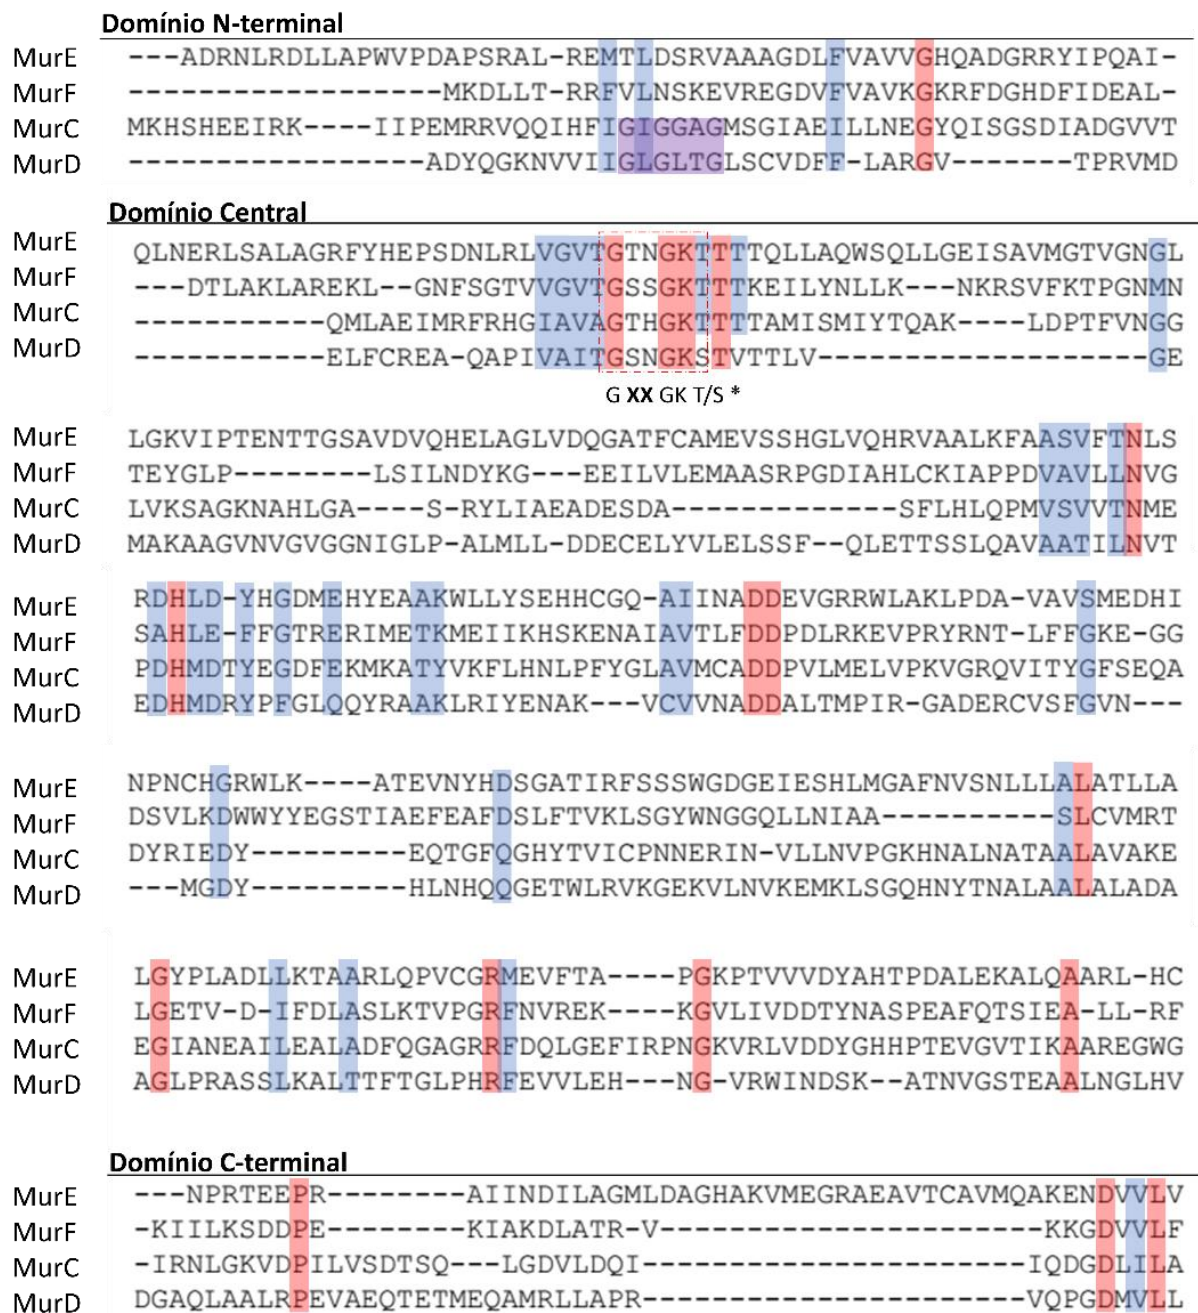 Domínio N-terminal
MurE ---ADRNLRDLLAPWVPDAPSRAL-REMTLDSRVAAAGDLFVAVVGHQADGRRYIPQAI-
MurF ------------------MKDLLT-RRFVLNSKEVREGDVFVAVKGKRFDGHDFIDEAL-
MurC MKHSHEEIRK----IIPEMRRVQQIHFIGIGGAGMSGIAEILLNEGYQISGSDIADGVVT
MurD -----------------ADYQGKNVVIIGLGLTGLSCVDFF-LARGV-------TPRVMD
Domínio Central
MurE QLNERLSALAGRFYHEPSDNLRLVGVTGTNGKTTTTQLLAQWSQLLGEISAVMGTVGNGL
MurF ---DTLAKLAREKL--GNFSGTVVGVTGSSGKTTTKEILYNLLK----NKRSVFKTPGNMN
MurC -----------QMLAEIMRFRHGIAVAGTHGKTTTTAMISMIYTQAK----LDPTFVNGG
MurD -----------ELFCREA-QAPIVAITGSNGKSTVTTLV-------------------GE
G XX GK T/S *
MurE LGKVIPTENTTGSAVDVQHELAGLVDQGATFCAMEVSSHGLVQHRVAALKFAASVFTNLS
MurF TEYGLP--------LSILNDYKG---EEILVLEMAASRPGDIAHLCKIAPPDVAVLLNVG
MurC LVKSAGKNAHLGA----S-RYLIAEADESDA-------------SFLHLQPMVSVVTNME
MurD MAKAAGVNVGVGGNIGLP-ALMLL-DDECELYVLELSSF--QLETTSSLQAVAATILNVT
MurE RDHLD-YHGDMEHYEAAKWLLYSEHHCGQ-AIINADDEVGRRWLAKLPDA-VAVSMEDHI
MurF SAHLE-FFGTRERIMETKMEIIKHSKENAIAVTLFDDPDLRKEVPRYRNT-LFFGKE-GG
MurC PDHMDTYEGDFEKMKATYVKFLHNLPFYGLAVMCADDPVLMELVPKVGRQVITYGFSEQA
MurD EDHMDRYPFGLQQYRAAKLRIYENAK---VCVVNADDALTMPIR-GADERCVSFGVN---
MurE NPNCHGRWLK----ATEVNYHDSGATIRFSSSWGDGEIESHLMGAFNVSNLLLALATLLA
MurF DSVLKDWWYYEGSTIAEFEAFDSLFTVKLSGYWNGGQLLNIAA----------SLCVMRT
MurC DYRIEDY---------EQTGFQGHYTVICPNNERIN-VLLNVPGKHNALNATAALAVAKE
MurD ---MGDY---------HLNHQQGETWLRVKGEKVLNVKEMKLSGQHNYTNALAALALADA
MurE LGYPLADLLKTAARLQPVCGRMEVFTA----PGKPTVVVDYAHTPDALEKALQAARL-HC
MurF LGETV-D-IFDLASLKTVPGRFNVREK----KGVLIVDDTYNASPEAFQTSIEA-LL-RF
MurC EGIANEAILEALADFQGAGRRFDQLGEFIRPNGKVRLVDDYGHHPTEVGVTIKAAREGWG
MurD AGLPRASSLKALTTFTGLPHRFEVVLEH---NG-VRWINDSK--ATNVGSTEAALNGLHV
Domínio C-terminal
MurE ---NPRTEEPR--------AIINDILAGMLDAGHAKVMEGRAEAVTCAVMQAKENDVVLV
MurF -KIILKSDDPE--------KIAKDLATR-V----------------------KKGDVVLF
MurC -IRNLGKVDPILVSDTSQ---LGDVLDQI----------------------IQDGDLILA
MurD DGAQLAALRPEVAEQTETMEQAMRLLAPR----------------------VQPGDMVLL